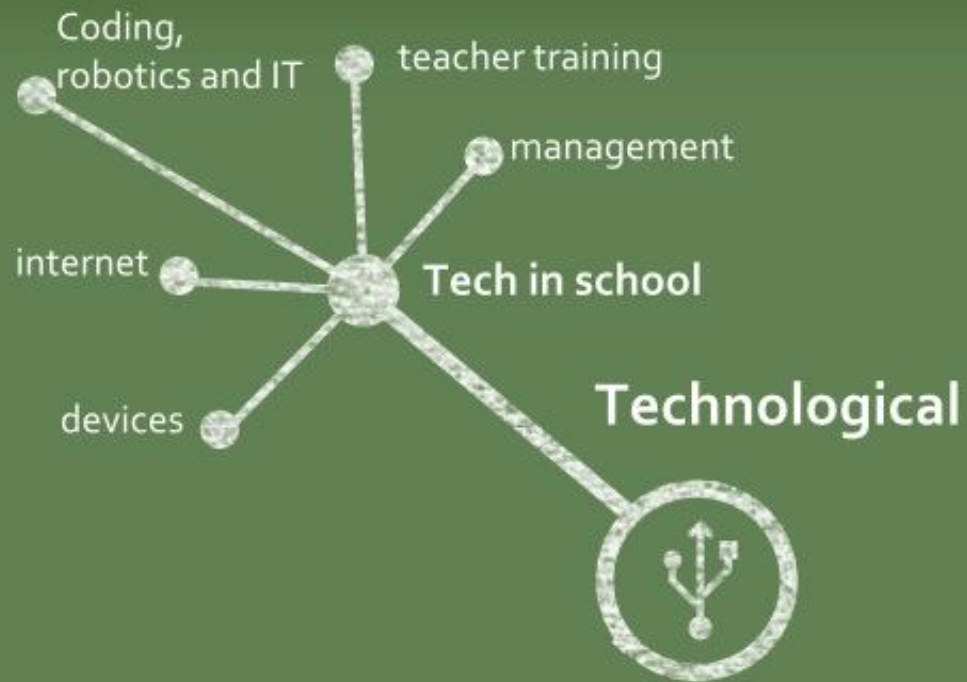 Coding,
robotics and IT
teacher training
management
internet
Tech in school
devices
Technological